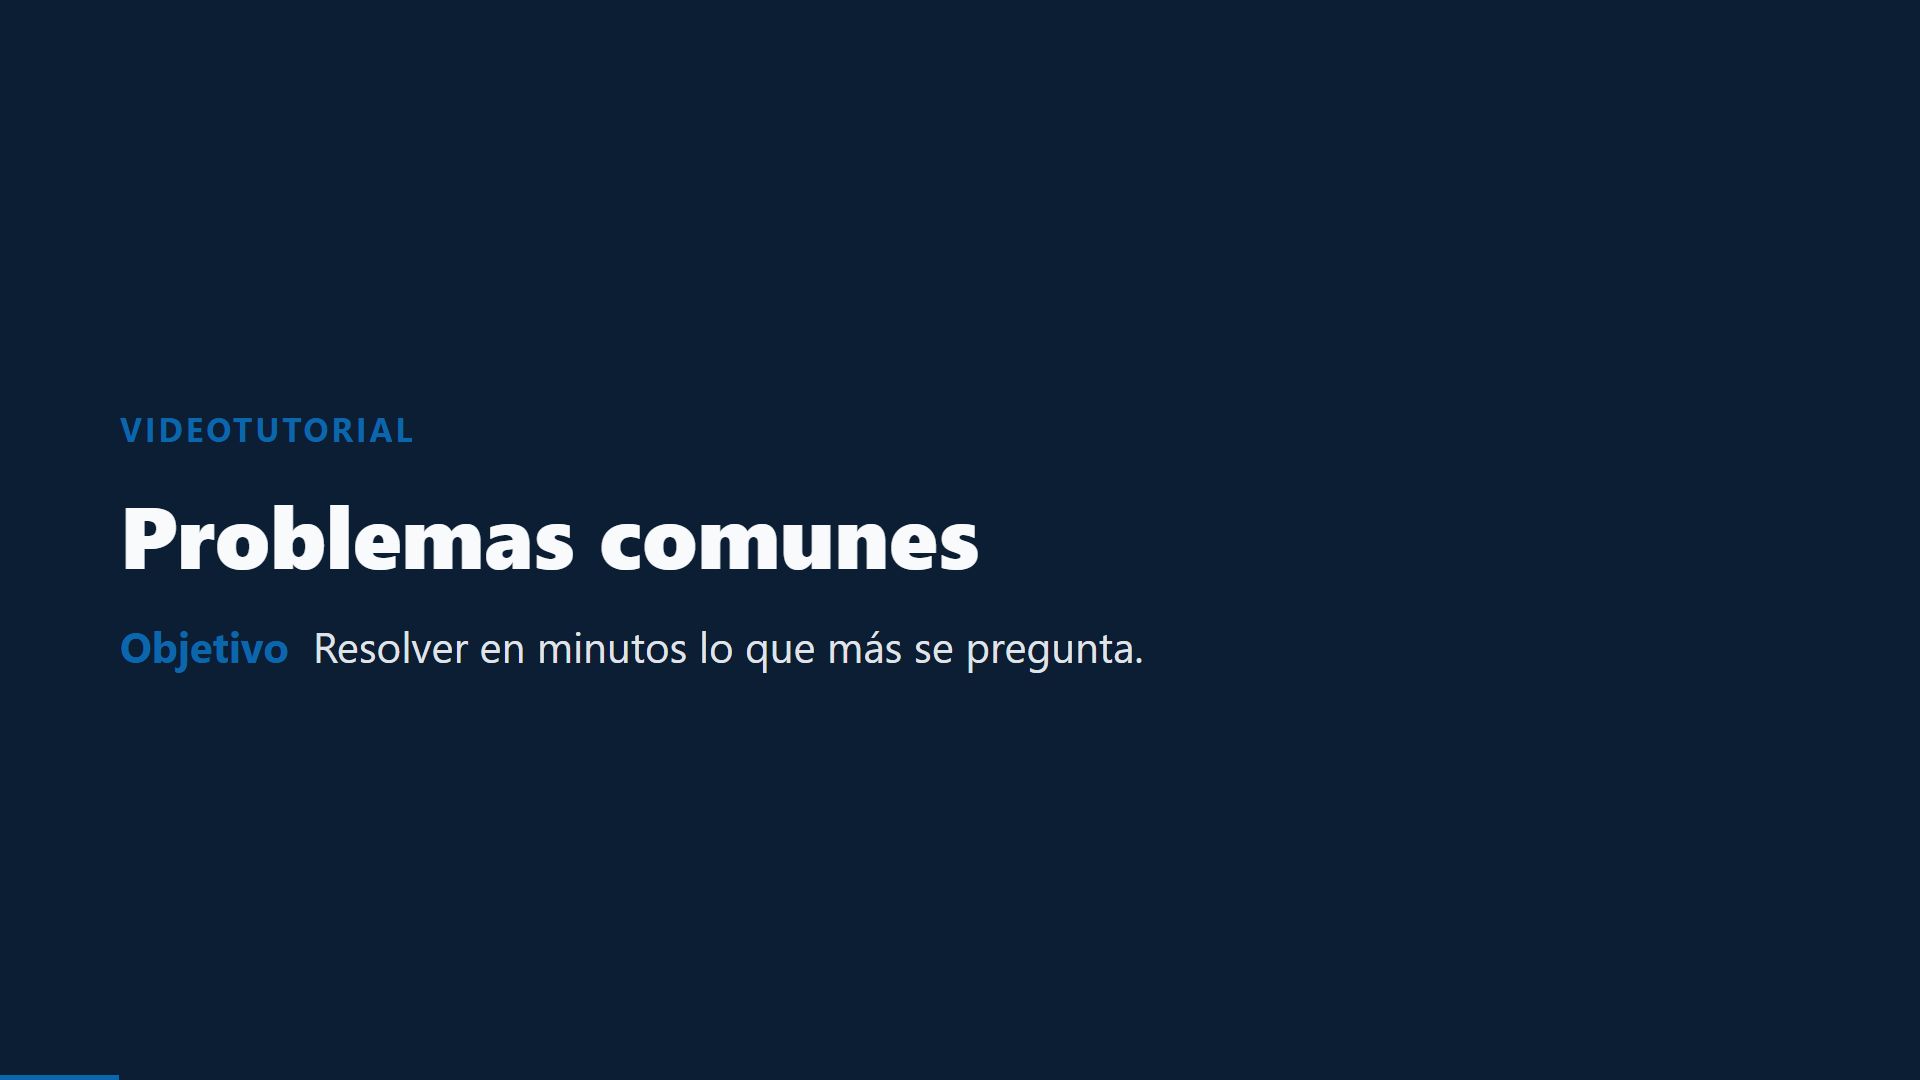 VIDEOTUTORIAL
Problemas comunes
Objetivo Resolver en minutos lo que más se pregunta.